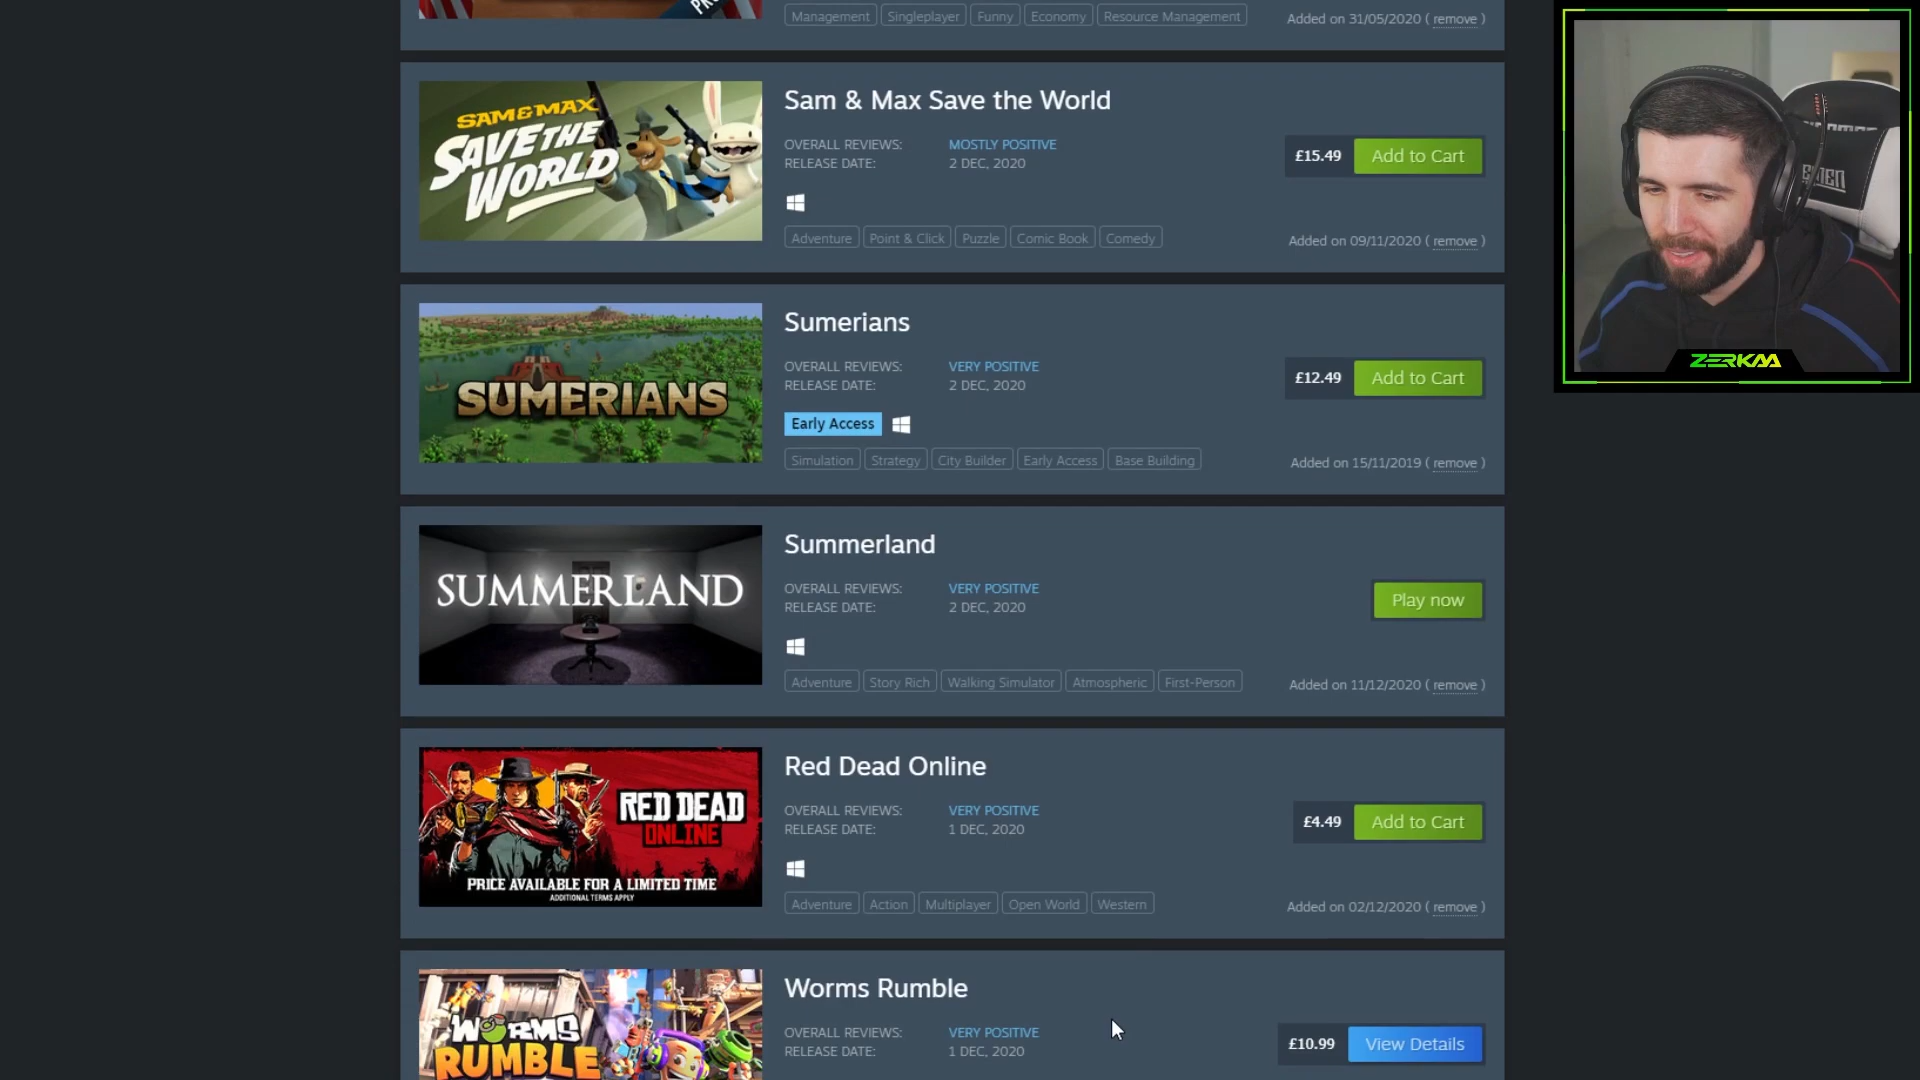 Management Singleplayer Funny Economy Resource Management
Added on 31/05/2020 ( remove )
SAM & MAX
SAVE THE
WORLD
Sam & Max Save the World
OVERALL REVIEWS: MOSTLY POSITIVE
RELEASE DATE: 2 DEC, 2020
£15.49 Add to Cart
Adventure Point & Click Puzzle Comic Book Comedy
Added on 09/11/2020 ( remove )
SUMERIANS
Sumerians
OVERALL REVIEWS: VERY POSITIVE
RELEASE DATE: 2 DEC, 2020
£12.49 Add to Cart
Early Access
Simulation Strategy City Builder Early Access Base Building
Added on 15/11/2019 ( remove )
SUMMERLAND
Summerland
OVERALL REVIEWS: VERY POSITIVE
RELEASE DATE: 2 DEC, 2020
Play now
Adventure Story Rich Walking Simulator Atmospheric First-Person
Added on 11/12/2020 ( remove )
RED DEAD
ONLINE
PRICE AVAILABLE FOR A LIMITED TIME
ADDITIONAL TERMS APPLY
Red Dead Online
OVERALL REVIEWS: VERY POSITIVE
RELEASE DATE: 1 DEC, 2020
£4.49 Add to Cart
Adventure Action Multiplayer Open World Western
Added on 02/12/2020 ( remove )
WORMS
RUMBLE
Worms Rumble
OVERALL REVIEWS: VERY POSITIVE
RELEASE DATE: 1 DEC, 2020
£10.99 View Details
ZERKAA